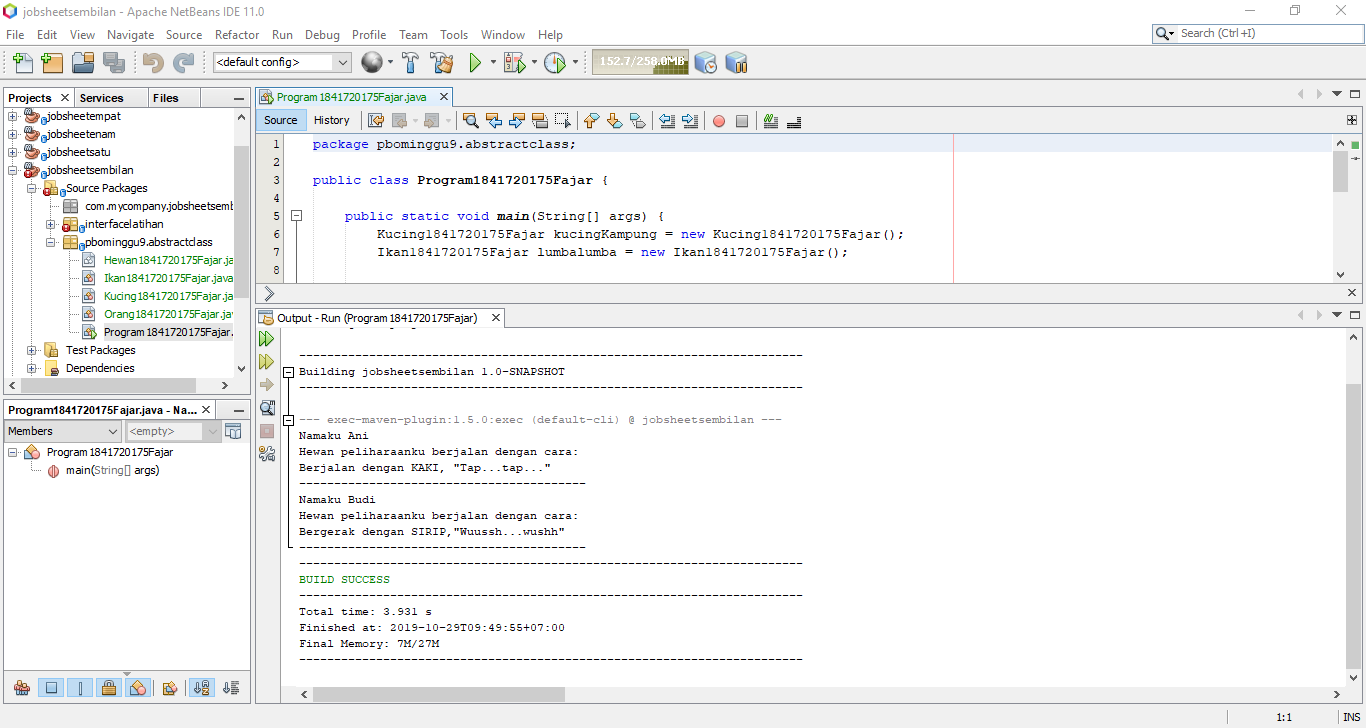 jobsheetsembilan - Apache NetBeans IDE 11.0
File Edit View Navigate Source Refactor Run Debug Profile Team Tools Window Help
Search (Ctrl+I)
<default config>
152.7/258.0MB
Projects Services Files
jobsheetempat
jobsheetenam
jobsheetsatu
jobsheetsembilan
Source Packages
com.mycompany.jobsheetsemb
interfacelatihan
pbominggu9.abstractclass
Hewan1841720175Fajar.ja
Ikan1841720175Fajar.java
Kucing1841720175Fajar.ja
Orang1841720175Fajar.jav
Program1841720175Fajar.
Test Packages
Dependencies
Program1841720175Fajar.java - Na...
Members
<empty>
Program1841720175Fajar
main(String[] args)
Program1841720175Fajar.java
Source History
1 package pbominggu9.abstractclass;
2
3 public class Program1841720175Fajar {
4
5 public static void main(String[] args) {
6 Kucing1841720175Fajar kucingKampung = new Kucing1841720175Fajar();
7 Ikan1841720175Fajar lumbalumba = new Ikan1841720175Fajar();
8
Output - Run (Program1841720175Fajar)
------------------------------------------------------------------------
Building jobsheetsembilan 1.0-SNAPSHOT
------------------------------------------------------------------------
--- exec-maven-plugin:1.5.0:exec (default-cli) @ jobsheetsembilan ---
Namaku Ani
Hewan peliharaanku berjalan dengan cara:
Berjalan dengan KAKI, "Tap...tap..."
-----------------------------------------
Namaku Budi
Hewan peliharaanku berjalan dengan cara:
Bergerak dengan SIRIP,"Wuussh...wushh"
-----------------------------------------
------------------------------------------------------------------------
BUILD SUCCESS
------------------------------------------------------------------------
Total time: 3.931 s
Finished at: 2019-10-29T09:49:55+07:00
Final Memory: 7M/27M
------------------------------------------------------------------------
1:1 INS